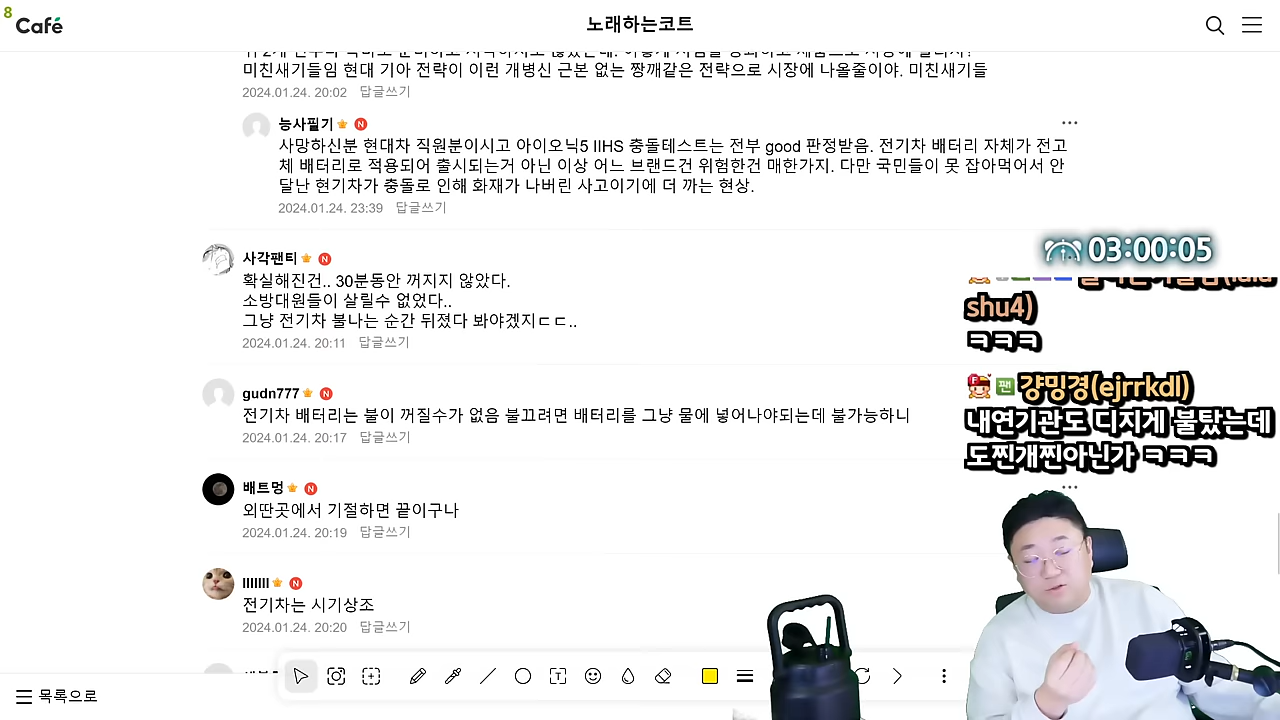 8
Café
노래하는코트
미친새기들임 현대 기아 전략이 이런 개병신 근본 없는 짱깨같은 전략으로 시장에 나올줄이야. 미친새기들
2024.01.24. 20:02 답글쓰기
능사필기 N
사망하신분 현대차 직원분이시고 아이오닉5 IIHS 충돌테스트는 전부 good 판정받음. 전기차 배터리 자체가 전고
체 배터리로 적용되어 출시되는거 아닌 이상 어느 브랜드건 위험한건 매한가지. 다만 국민들이 못 잡아먹어서 안
달난 현기차가 충돌로 인해 화재가 나버린 사고이기에 더 까는 현상.
2024.01.24. 23:39 답글쓰기
03:00:05
사각팬티 N
확실해진건.. 30분동안 꺼지지 않았다.
소방대원들이 살릴수 없었다..
그냥 전기차 불나는 순간 뒤졌다 봐야겠지ㄷㄷ..
2024.01.24. 20:11 답글쓰기
shu4)
ㅋㅋㅋ
gudn777 N
전기차 배터리는 불이 꺼질수가 없음 불끄려면 배터리를 그냥 물에 넣어나야되는데 불가능하니
2024.01.24. 20:17 답글쓰기
F 팬 걍밍경(ejrrkdl)
내연기관도 디지게 불탔는데
도찐개찐아닌가 ㅋㅋㅋ
배트멍 N
외딴곳에서 기절하면 끝이구나
2024.01.24. 20:19 답글쓰기
lllllll N
전기차는 시기상조
2024.01.24. 20:20 답글쓰기
목록으로